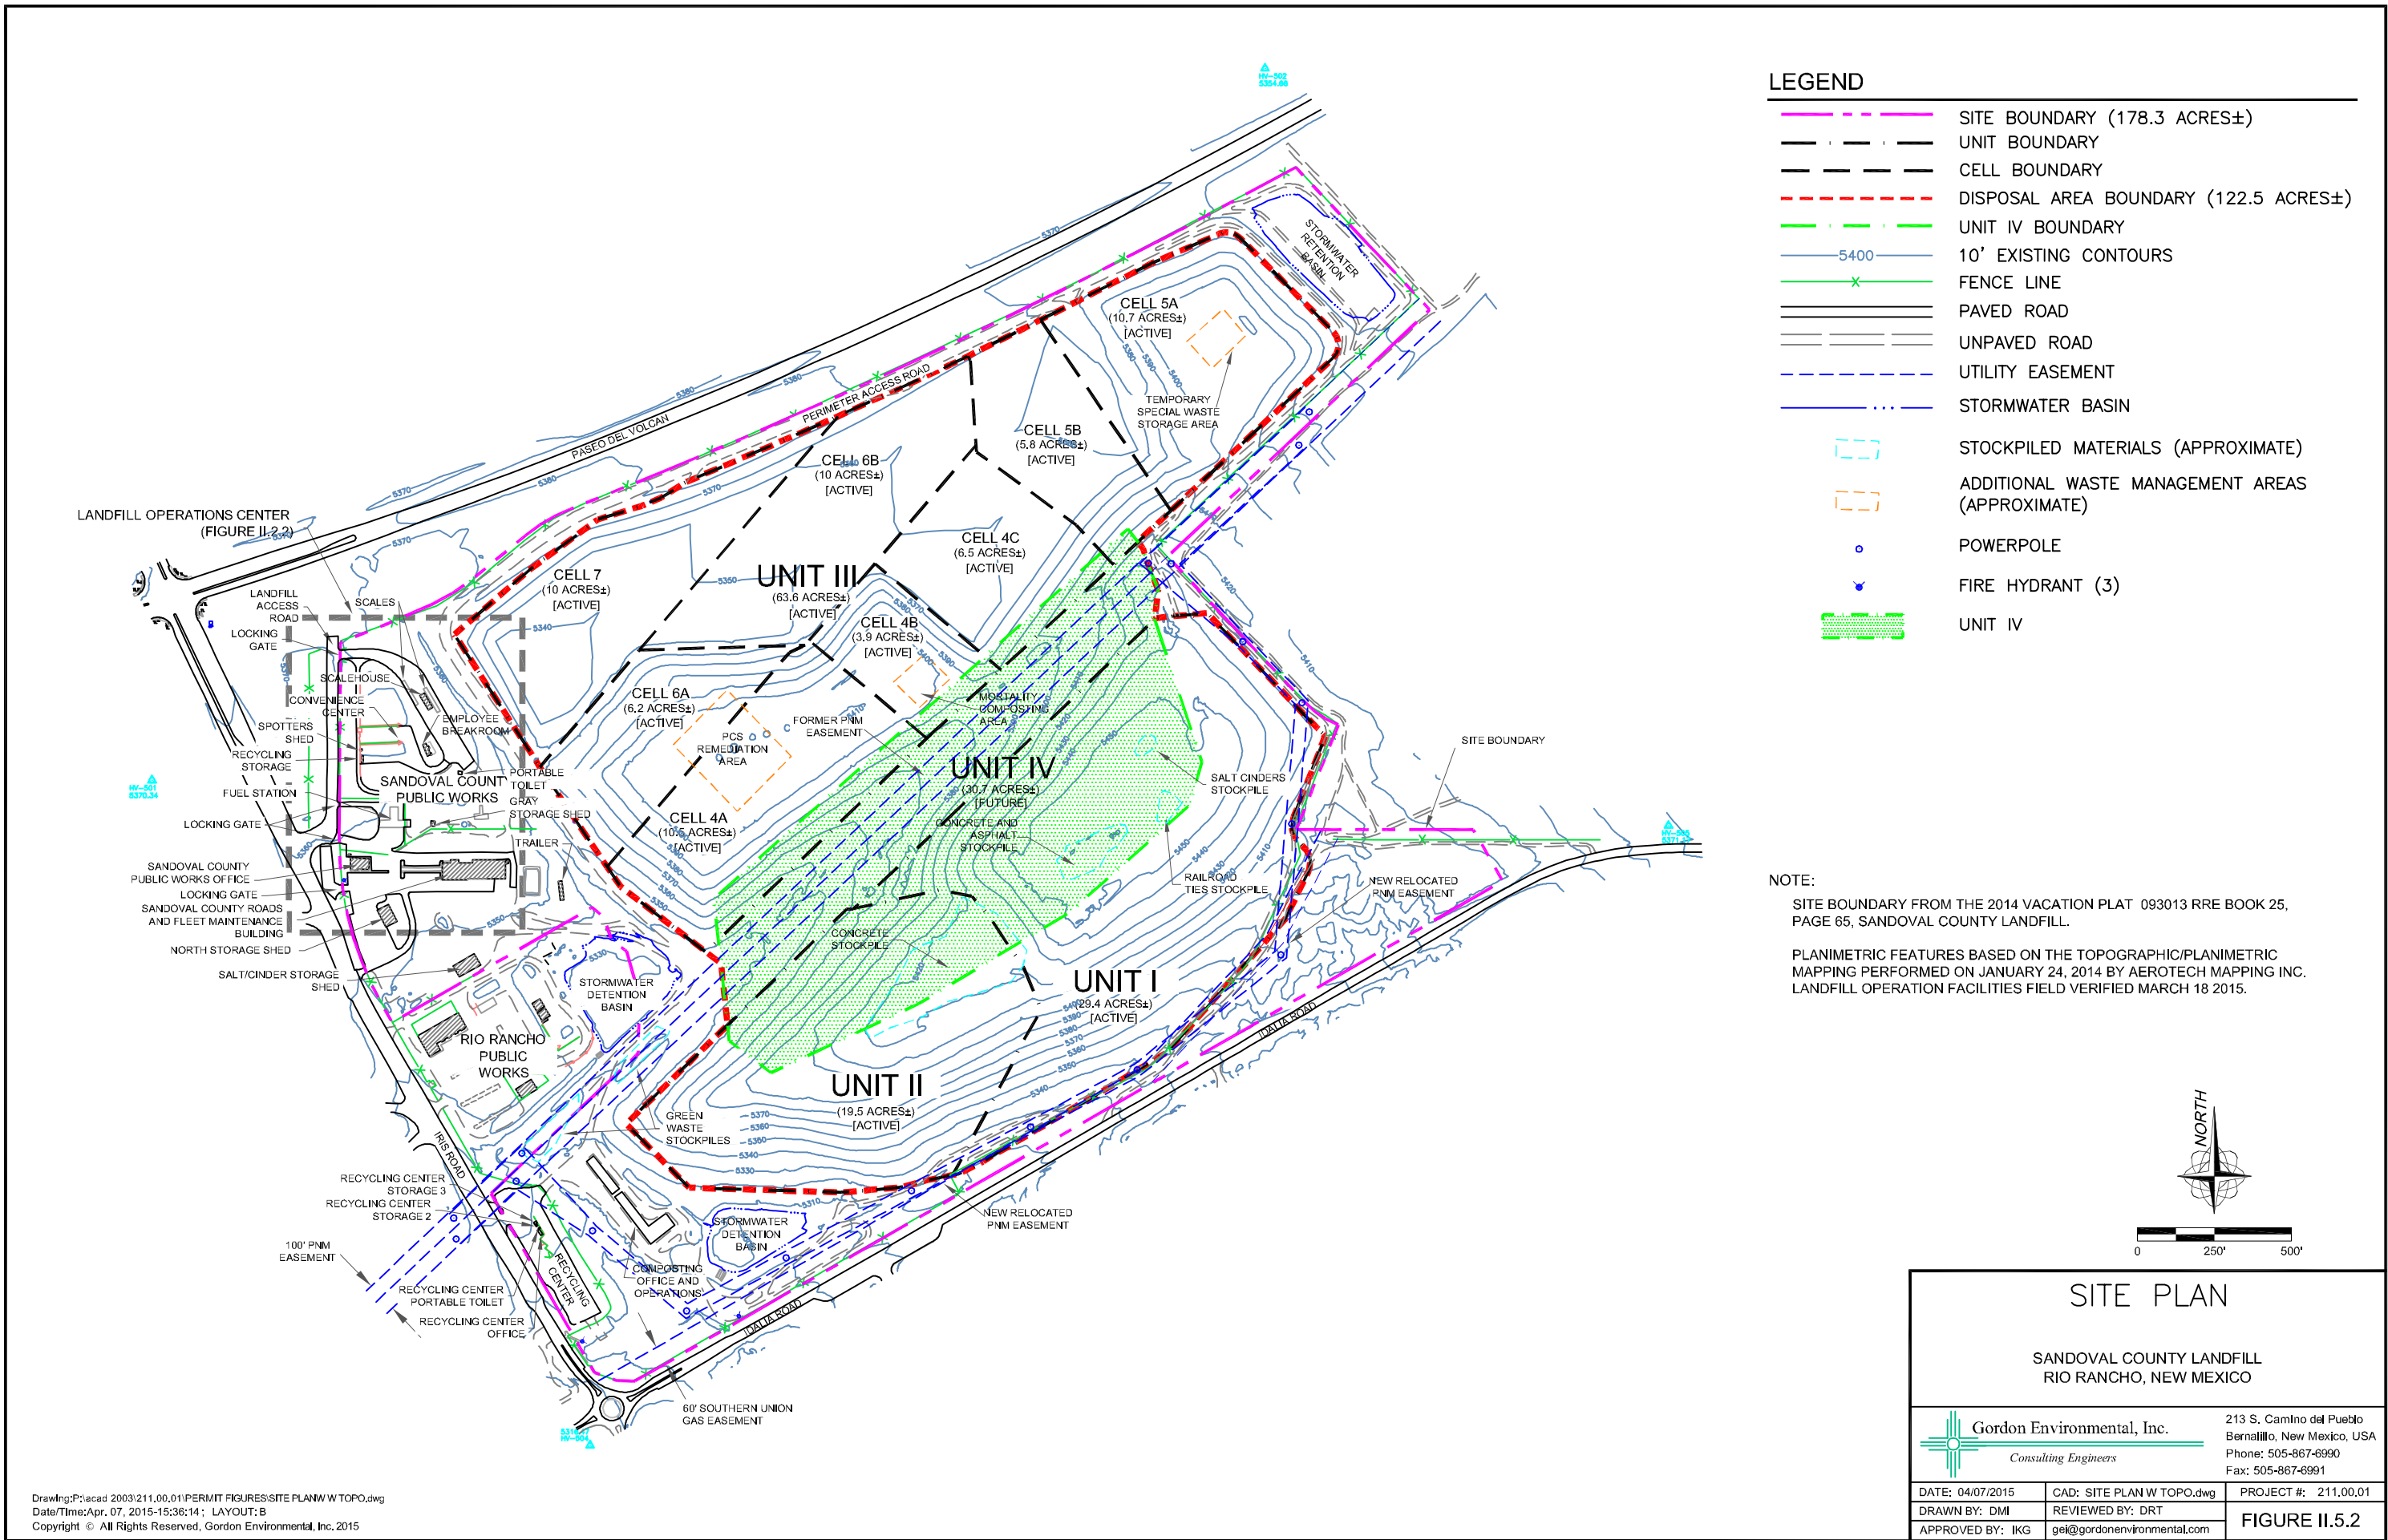 HV-502
5354.66
LEGEND
SITE BOUNDARY (178.3 ACRES±)
UNIT BOUNDARY
CELL BOUNDARY
DISPOSAL AREA BOUNDARY (122.5 ACRES±)
UNIT IV BOUNDARY
5400
10' EXISTING CONTOURS
FENCE LINE
PAVED ROAD
UNPAVED ROAD
UTILITY EASEMENT
STORMWATER BASIN
STOCKPILED MATERIALS (APPROXIMATE)
ADDITIONAL WASTE MANAGEMENT AREAS
(APPROXIMATE)
POWERPOLE
FIRE HYDRANT (3)
UNIT IV
NOTE:
SITE BOUNDARY FROM THE 2014 VACATION PLAT 093013 RRE BOOK 25,
PAGE 65, SANDOVAL COUNTY LANDFILL.
PLANIMETRIC FEATURES BASED ON THE TOPOGRAPHIC/PLANIMETRIC
MAPPING PERFORMED ON JANUARY 24, 2014 BY AEROTECH MAPPING INC.
LANDFILL OPERATION FACILITIES FIELD VERIFIED MARCH 18 2015.
STORMWATER
RETENTION
BASIN
CELL 5A
(10.7 ACRES±)
[ACTIVE]
TEMPORARY
SPECIAL WASTE
STORAGE AREA
CELL 5B
(5.8 ACRES±)
[ACTIVE]
PERIMETER ACCESS ROAD
PASEO DEL VOLCAN
CELL 6B
(10 ACRES±)
[ACTIVE]
CELL 4C
(6.5 ACRES±)
[ACTIVE]
UNIT III
(63.6 ACRES±)
[ACTIVE]
CELL 7
(10 ACRES±)
[ACTIVE]
CELL 4B
(3.9 ACRES±)
[ACTIVE]
CELL 6A
(6.2 ACRES±)
[ACTIVE]
PCS
REMEDIATION
AREA
FORMER PNM
EASEMENT
MORTALITY
COMPOSTING
AREA
UNIT IV
(30.7 ACRES±)
[FUTURE]
CELL 4A
(10.5 ACRES±)
[ACTIVE]
CONCRETE AND
ASPHALT
STOCKPILE
SALT CINDERS
STOCKPILE
RAILROAD
TIES STOCKPILE
SITE BOUNDARY
NEW RELOCATED
PNM EASEMENT
CONCRETE
STOCKPILE
UNIT I
(29.4 ACRES±)
[ACTIVE]
UNIT II
(19.5 ACRES±)
[ACTIVE]
IDALIA ROAD
LANDFILL OPERATIONS CENTER
(FIGURE II.2.2)
LANDFILL
ACCESS
ROAD
SCALES
LOCKING
GATE
SCALEHOUSE
CONVENIENCE
CENTER
SPOTTERS
SHED
EMPLOYEE
BREAKROOM
RECYCLING
STORAGE
PORTABLE
TOILET
SANDOVAL COUNTY
PUBLIC WORKS
FUEL STATION
GRAY
STORAGE SHED
LOCKING GATE
TRAILER
SANDOVAL COUNTY
PUBLIC WORKS OFFICE
LOCKING GATE
SANDOVAL COUNTY ROADS
AND FLEET MAINTENANCE
BUILDING
NORTH STORAGE SHED
SALT/CINDER STORAGE
SHED
HV-501
5370.34
STORMWATER
DETENTION
BASIN
RIO RANCHO
PUBLIC
WORKS
GREEN
WASTE
STOCKPILES
IRIS ROAD
RECYCLING CENTER
STORAGE 3
RECYCLING CENTER
STORAGE 2
100' PNM
EASEMENT
RECYCLING CENTER
PORTABLE TOILET
RECYCLING CENTER
OFFICE
RECYCLING
CENTER
STORMWATER
DETENTION
BASIN
COMPOSTING
OFFICE AND
OPERATIONS
NEW RELOCATED
PNM EASEMENT
IDALIA ROAD
60' SOUTHERN UNION
GAS EASEMENT
HV-504
NORTH
0 250' 500'
SITE PLAN
SANDOVAL COUNTY LANDFILL
RIO RANCHO, NEW MEXICO
Gordon Environmental, Inc.
Consulting Engineers
213 S. Camino del Pueblo
Bernalillo, New Mexico, USA
Phone: 505-867-6990
Fax: 505-867-6991
DATE: 04/07/2015
CAD: SITE PLAN W TOPO.dwg
PROJECT #: 211.00.01
DRAWN BY: DMI
REVIEWED BY: DRT
APPROVED BY: IKG
gei@gordonenvironmental.com
FIGURE II.5.2
Drawing:P:\acad 2003\211.00.01\PERMIT FIGURES\SITE PLANW W TOPO.dwg
Date/Time:Apr. 07, 2015-15:36:14 ; LAYOUT: B
Copyright © All Rights Reserved, Gordon Environmental, Inc. 2015